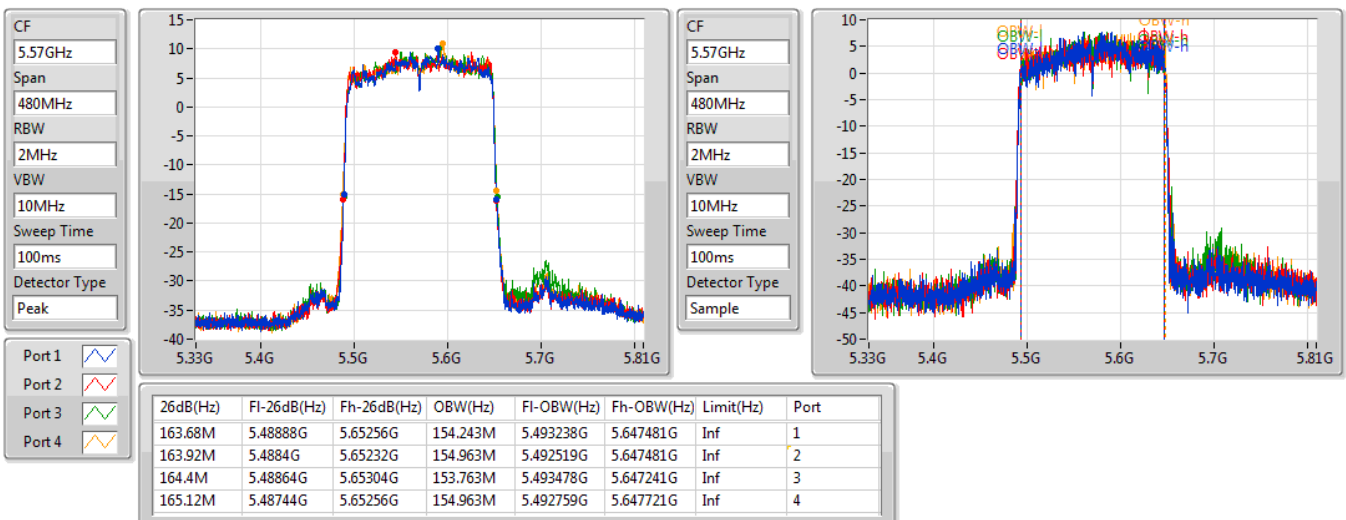 CF
5.57GHz
Span
480MHz
RBW
2MHz
VBW
10MHz
Sweep Time
100ms
Detector Type
Peak
15
10
5
0
-5
-10
-15
-20
-25
-30
-35
-40
5.33G 5.4G 5.5G 5.6G 5.7G 5.81G
CF
5.57GHz
Span
480MHz
RBW
2MHz
VBW
10MHz
Sweep Time
100ms
Detector Type
Sample
10
5
0
-5
-10
-15
-20
-25
-30
-35
-40
-45
-50
5.33G 5.4G 5.5G 5.6G 5.7G 5.81G
Port 1
Port 2
Port 3
Port 4
26dB(Hz) Fl-26dB(Hz) Fh-26dB(Hz) OBW(Hz) Fl-OBW(Hz) Fh-OBW(Hz) Limit(Hz) Port
163.68M 5.48888G 5.65256G 154.243M 5.493238G 5.647481G Inf 1
163.92M 5.4884G 5.65232G 154.963M 5.492519G 5.647481G Inf 2
164.4M 5.48864G 5.65304G 153.763M 5.493478G 5.647241G Inf 3
165.12M 5.48744G 5.65256G 154.963M 5.492759G 5.647721G Inf 4